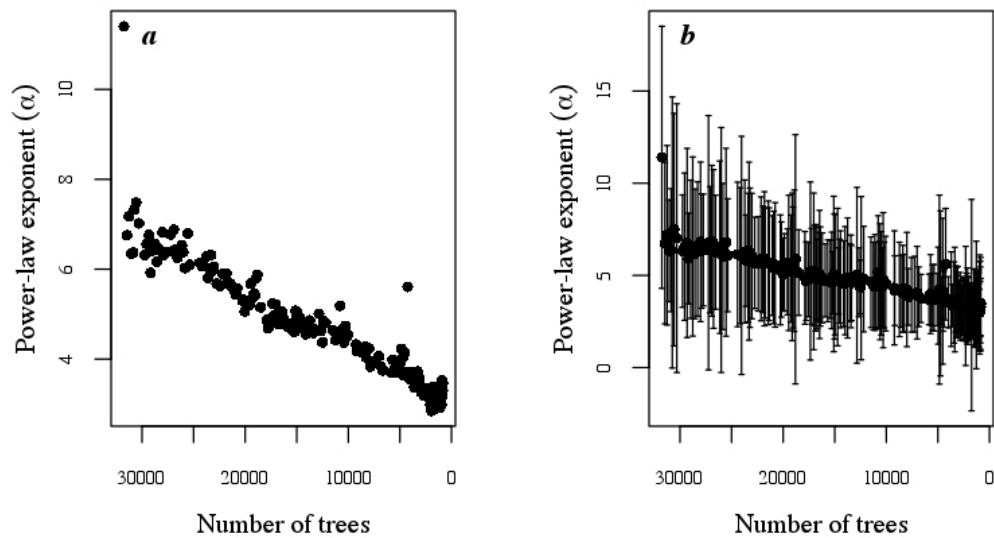 a
Power-law exponent (α)
10
8
6
4
30000 20000 10000 0
Number of trees
b
Power-law exponent (α)
15
10
5
0
30000 20000 10000 0
Number of trees